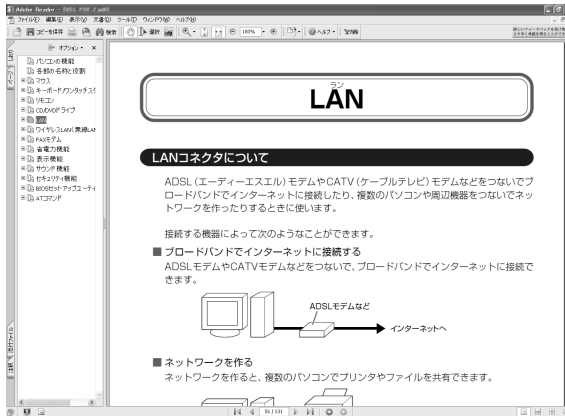 Adobe Reader
ファイル(F) 編集(E) 表示(V) 文書(D) ツール(T) ウィンドウ(W) ヘルプ(H)
コピーを保存 検索 選択 183% ヘルプ
しおり
オプション
ページ
パソコンの機能
各部の名称と役割
マウス
キーボード/ワンタッチス
リモコン
CD/DVDドライブ
LAN
ワイヤレスLAN(無線LAN
FAXモデム
省電力機能
表示機能
サウンド機能
セキュリティ機能
BIOSセットアップユーティ
ATコマンド
添付ファイル
注釈
ラン
LAN
LANコネクタについて
ADSL(エーディーエスエル)モデムやCATV(ケーブルテレビ)モデムなどをつないでブ
ロードバンドでインターネットに接続したり、複数のパソコンや周辺機器をつないでネッ
トワークを作ったりするときに使います。
接続する機器によって次のようなことができます。
■ ブロードバンドでインターネットに接続する
ADSLモデムやCATVモデムなどをつないで、ブロードバンドでインターネットに接続で
きます。
ADSLモデムなど
インターネットへ
■ ネットワークを作る
ネットワークを作ると、複数のパソコンでプリンタやファイルを共有できます。
51/131